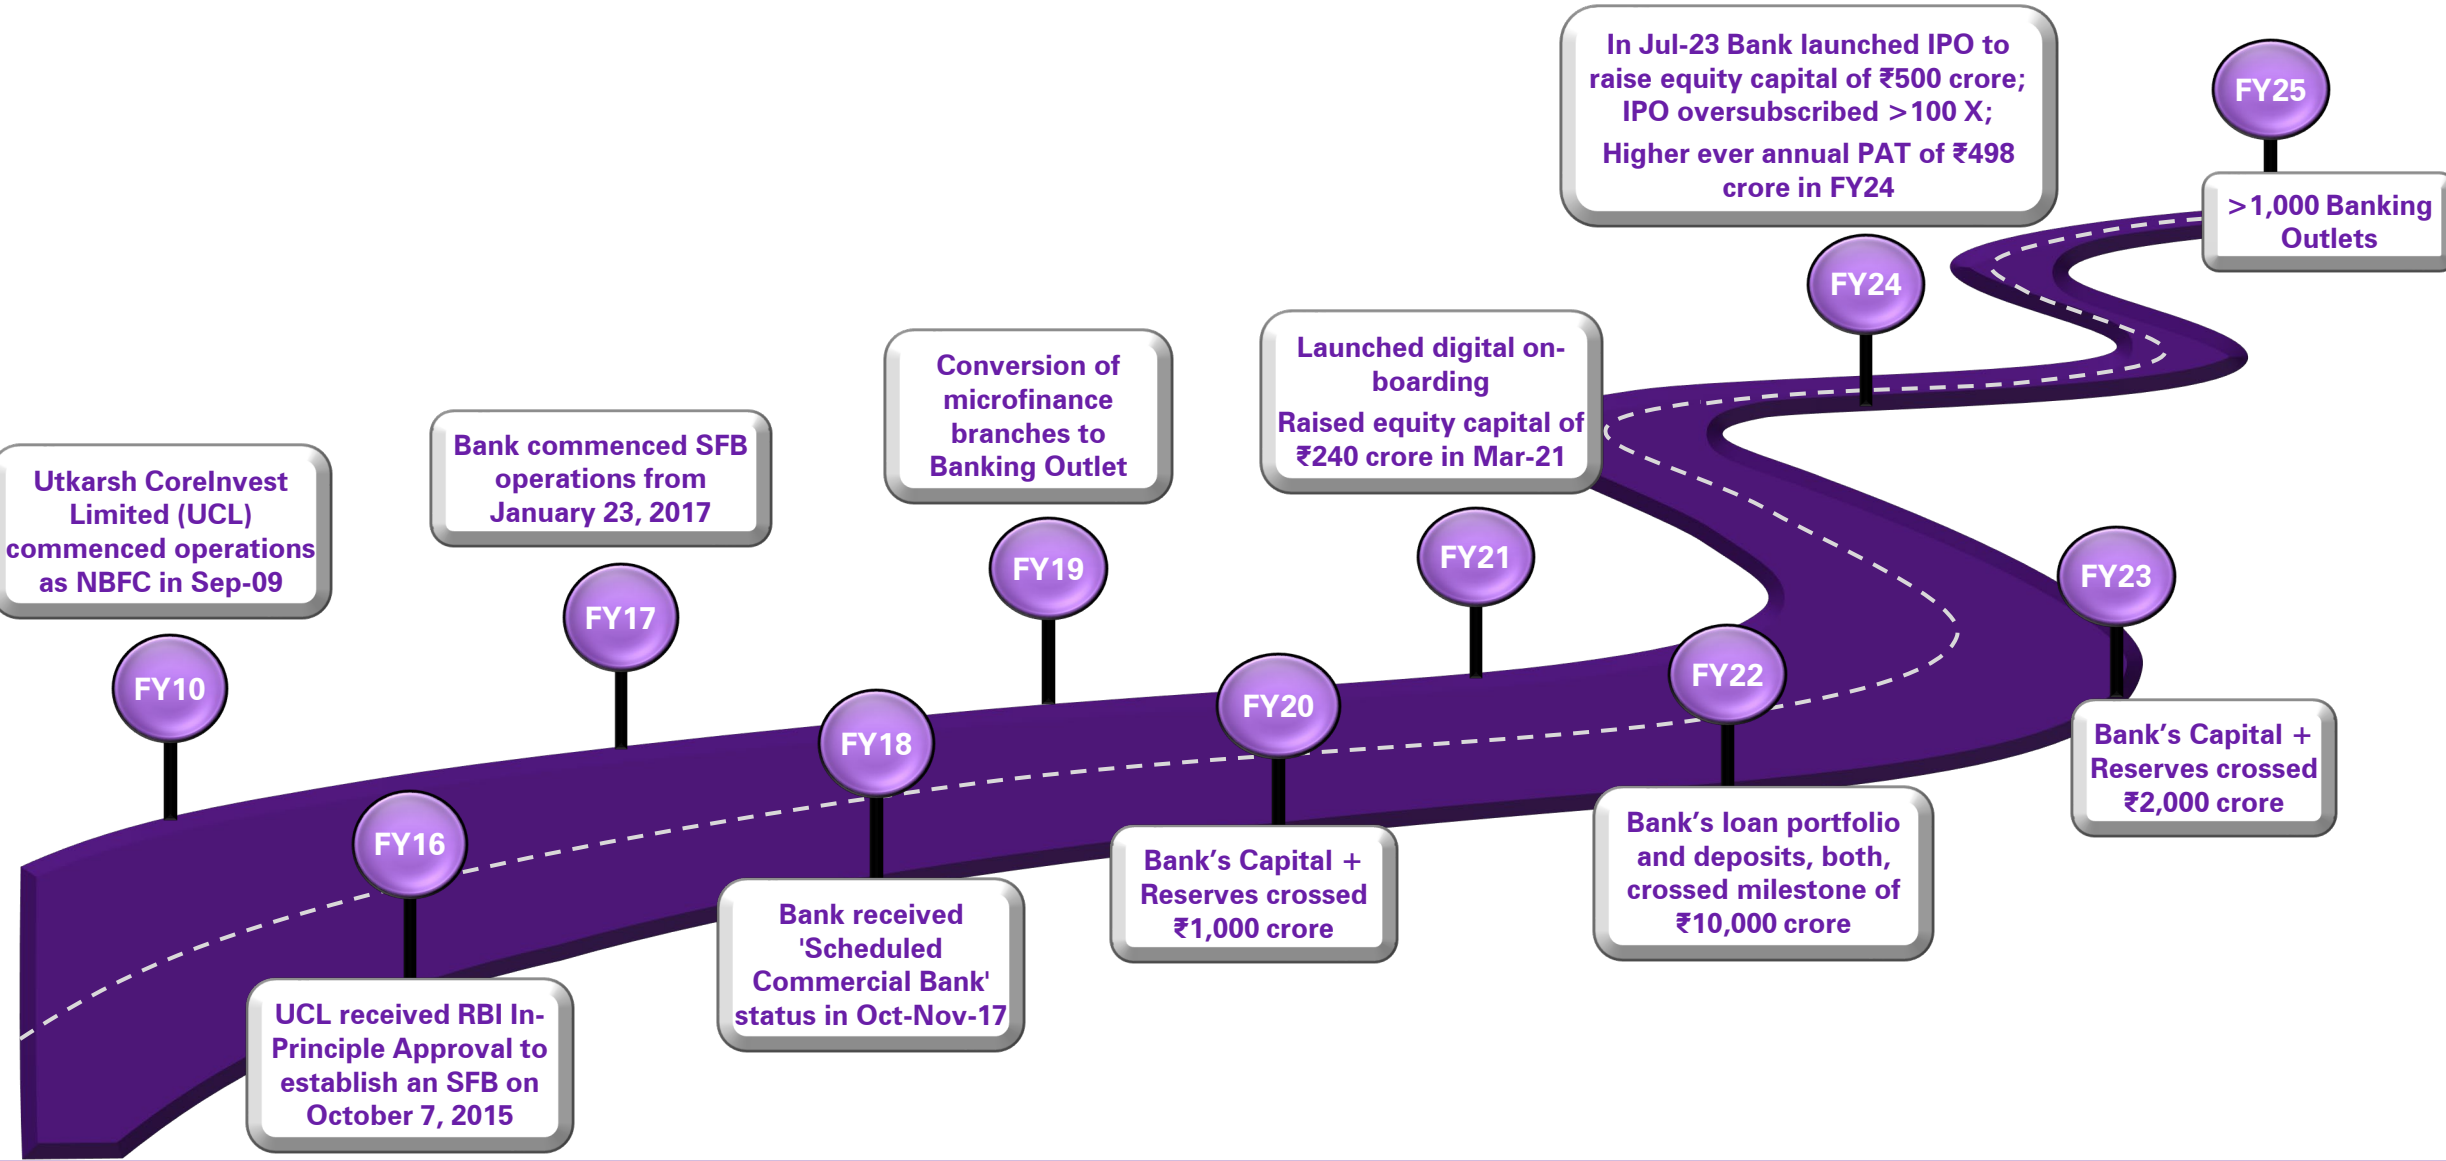 Utkarsh CoreInvest
Limited (UCL)
commenced operations
as NBFC in Sep-09
FY10
FY16
UCL received RBI In-
Principle Approval to
establish an SFB on
October 7, 2015
Bank commenced SFB
operations from
January 23, 2017
FY17
FY18
Bank received
'Scheduled
Commercial Bank'
status in Oct-Nov-17
Conversion of
microfinance
branches to
Banking Outlet
FY19
FY20
Bank’s Capital +
Reserves crossed
₹1,000 crore
Launched digital on-
boarding
Raised equity capital of
₹240 crore in Mar-21
FY21
FY22
Bank’s loan portfolio
and deposits, both,
crossed milestone of
₹10,000 crore
FY23
Bank’s Capital +
Reserves crossed
₹2,000 crore
In Jul-23 Bank launched IPO to
raise equity capital of ₹500 crore;
IPO oversubscribed >100 X;
Higher ever annual PAT of ₹498
crore in FY24
FY24
FY25
>1,000 Banking
Outlets